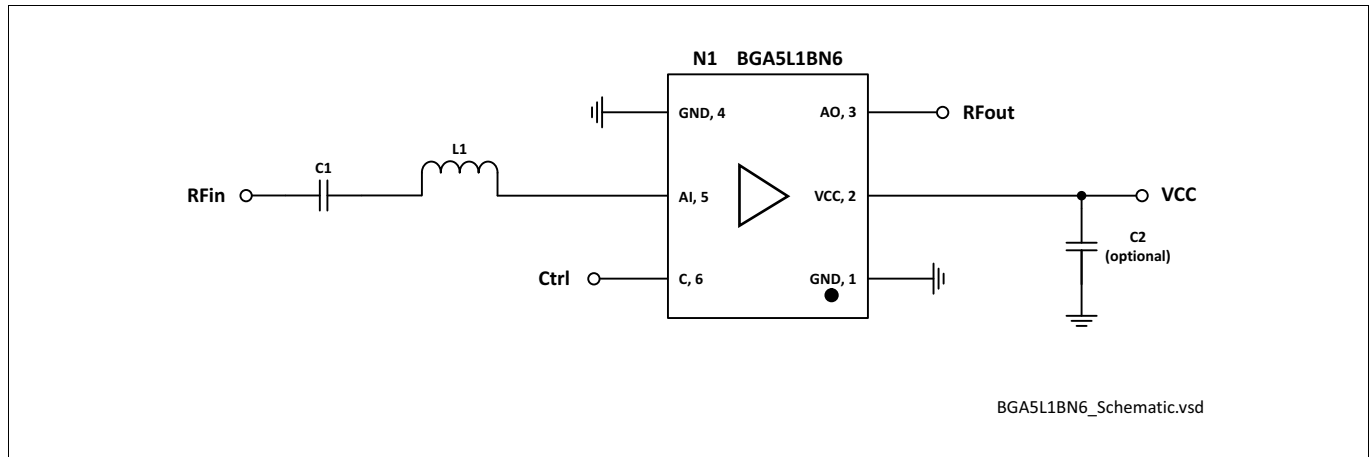 N1 BGA5L1BN6
GND, 4
AO, 3
RFout
C1
L1
RFin
AI, 5
VCC, 2
VCC
C2
(optional)
Ctrl
C, 6
GND, 1
BGA5L1BN6_Schematic.vsd